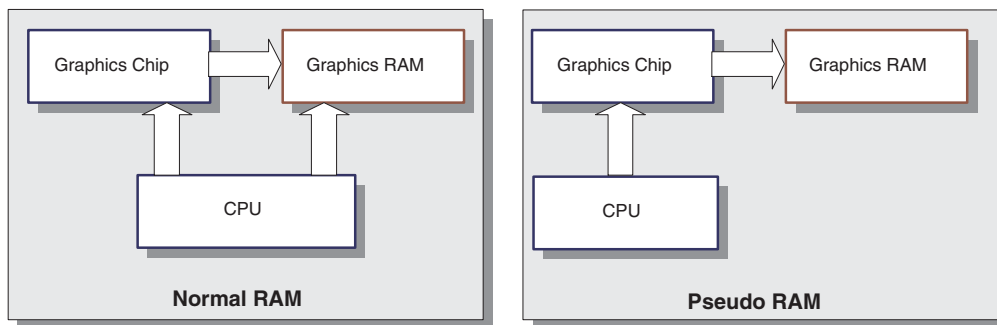 Graphics Chip
Graphics RAM
CPU
Normal RAM
Graphics Chip
Graphics RAM
CPU
Pseudo RAM